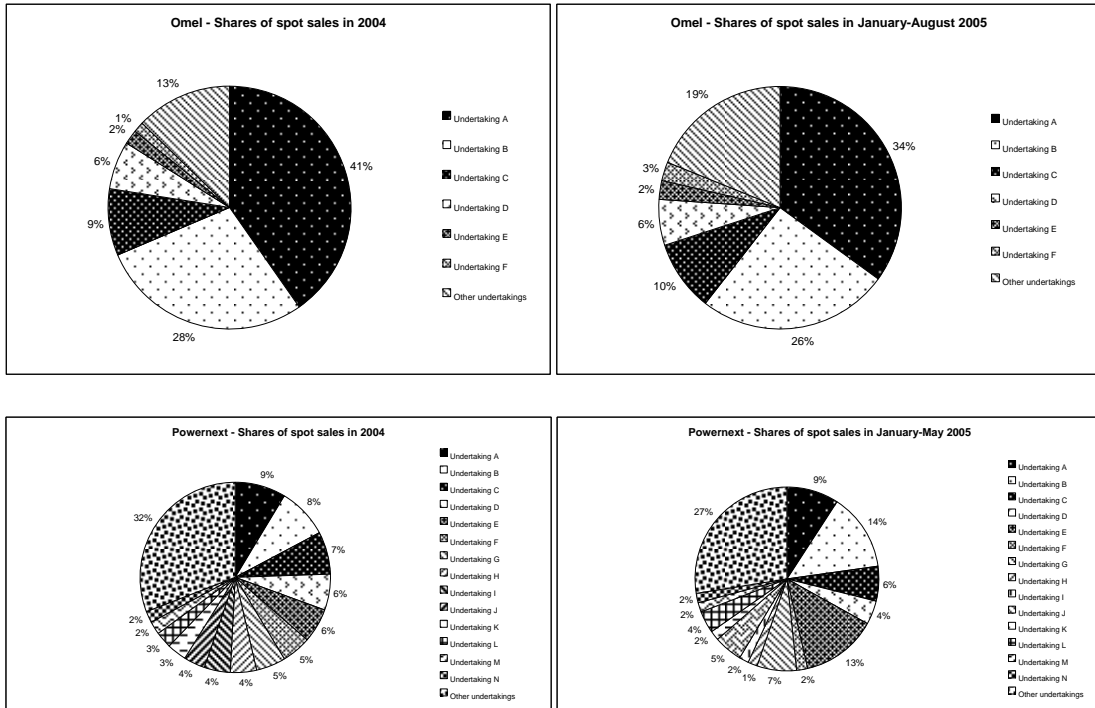 Omel - Shares of spot sales in 2004
13%
1%
2%
6%
9%
28%
41%
Undertaking A
Undertaking B
Undertaking C
Undertaking D
Undertaking E
Undertaking F
Other undertakings
Omel - Shares of spot sales in January-August 2005
19%
3%
2%
6%
10%
26%
34%
Undertaking A
Undertaking B
Undertaking C
Undertaking D
Undertaking E
Undertaking F
Other undertakings
Powernext - Shares of spot sales in 2004
9%
8%
7%
6%
6%
5%
5%
4%
4%
4%
3%
3%
2%
2%
32%
Undertaking A
Undertaking B
Undertaking C
Undertaking D
Undertaking E
Undertaking F
Undertaking G
Undertaking H
Undertaking I
Undertaking J
Undertaking K
Undertaking L
Undertaking M
Undertaking N
Other undertakings
Powernext - Shares of spot sales in January-May 2005
9%
14%
6%
4%
13%
2%
7%
1%
2%
5%
2%
4%
2%
2%
27%
Undertaking A
Undertaking B
Undertaking C
Undertaking D
Undertaking E
Undertaking F
Undertaking G
Undertaking H
Undertaking I
Undertaking J
Undertaking K
Undertaking L
Undertaking M
Undertaking N
Other undertakings